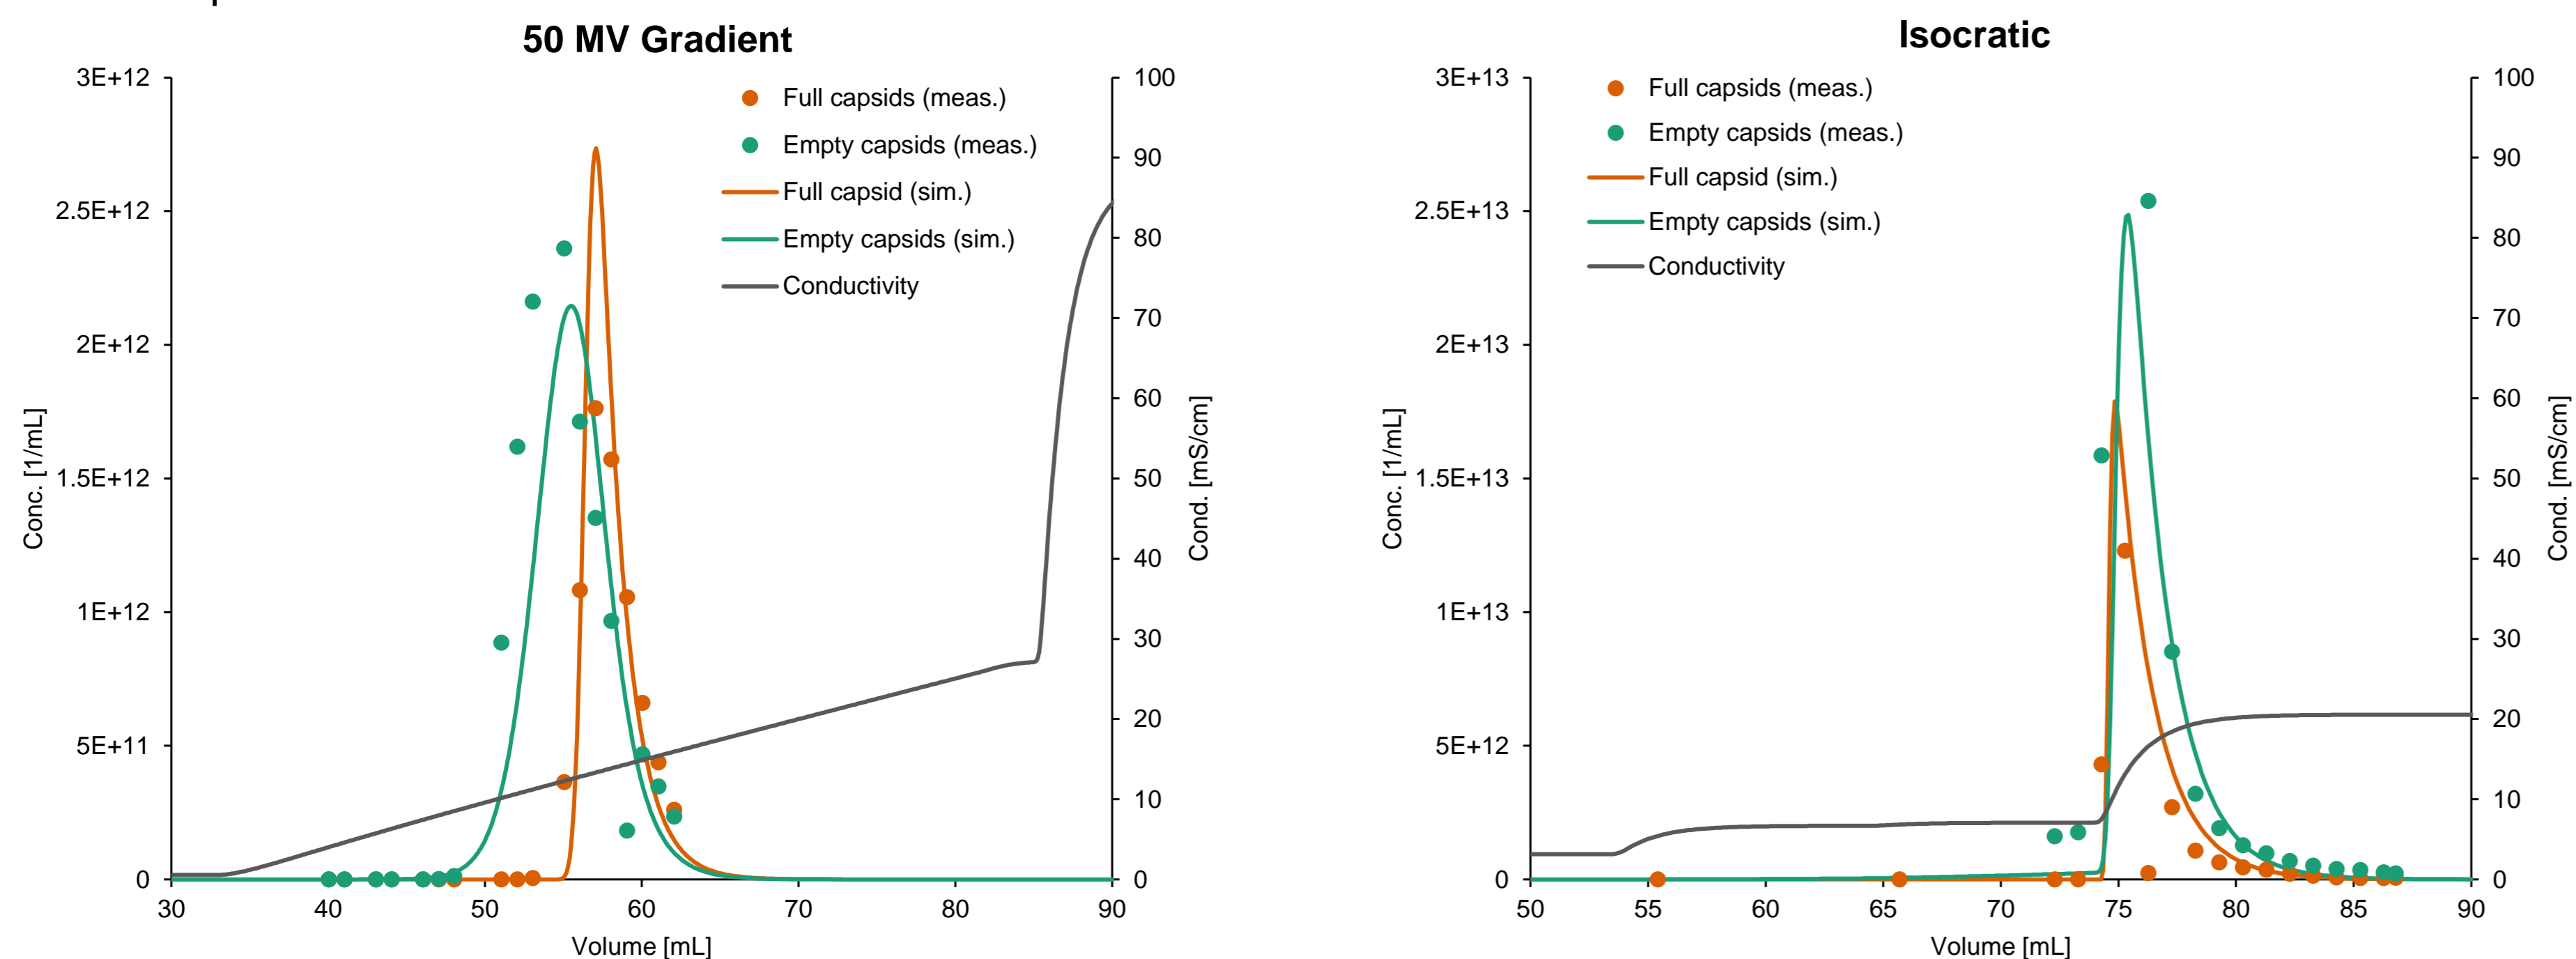 50 MV Gradient
3E+12
2.5E+12
2E+12
1.5E+12
1E+12
5E+11
0
Conc. [1/mL]
100
90
80
70
60
50
40
30
20
10
0
Cond. [mS/cm]
30 40 50 60 70 80 90
Volume [mL]
Full capsids (meas.)
Empty capsids (meas.)
Full capsid (sim.)
Empty capsids (sim.)
Conductivity
Isocratic
3E+13
2.5E+13
2E+13
1.5E+13
1E+13
5E+12
0
Conc. [1/mL]
100
90
80
70
60
50
40
30
20
10
0
Cond. [mS/cm]
50 55 60 65 70 75 80 85 90
Volume [mL]
Full capsids (meas.)
Empty capsids (meas.)
Full capsid (sim.)
Empty capsids (sim.)
Conductivity